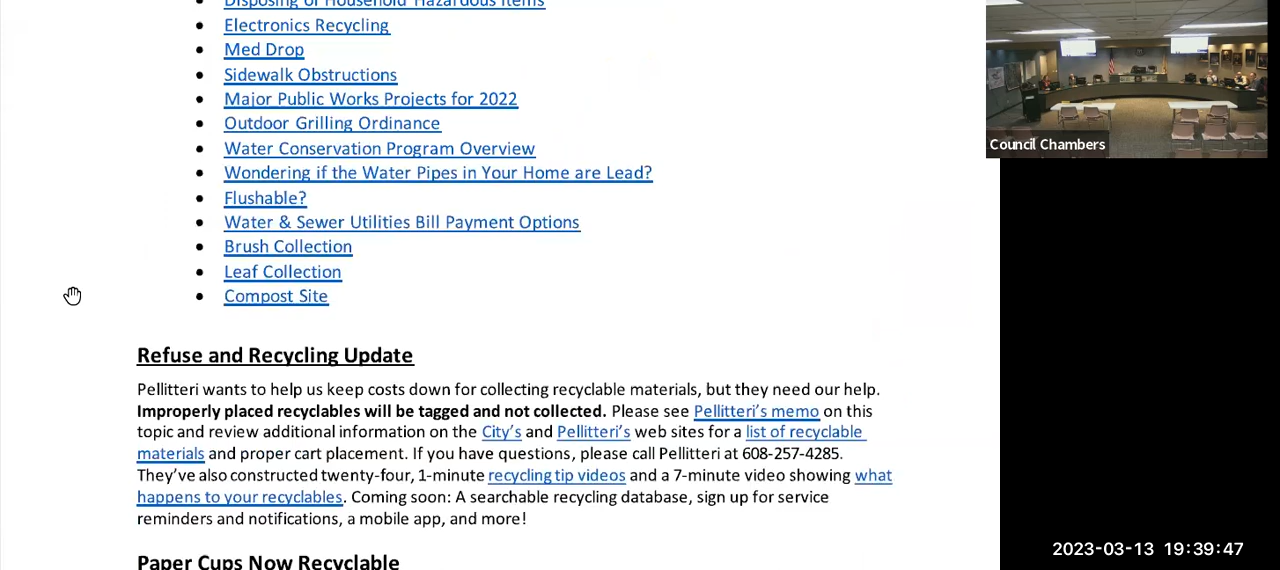 Disposing of Household Hazardous Items
• Electronics Recycling
• Med Drop
• Sidewalk Obstructions
• Major Public Works Projects for 2022
• Outdoor Grilling Ordinance
• Water Conservation Program Overview
• Wondering if the Water Pipes in Your Home are Lead?
• Flushable?
• Water & Sewer Utilities Bill Payment Options
• Brush Collection
• Leaf Collection
• Compost Site
Refuse and Recycling Update
Pellitteri wants to help us keep costs down for collecting recyclable materials, but they need our help.
Improperly placed recyclables will be tagged and not collected. Please see Pellitteri's memo on this
topic and review additional information on the City's and Pellitteri's web sites for a list of recyclable
materials and proper cart placement. If you have questions, please call Pellitteri at 608-257-4285.
They've also constructed twenty-four, 1-minute recycling tip videos and a 7-minute video showing what
happens to your recyclables. Coming soon: A searchable recycling database, sign up for service
reminders and notifications, a mobile app, and more!
Paper Cups Now Recyclable
Council Chambers
2023-03-13 19:39:47